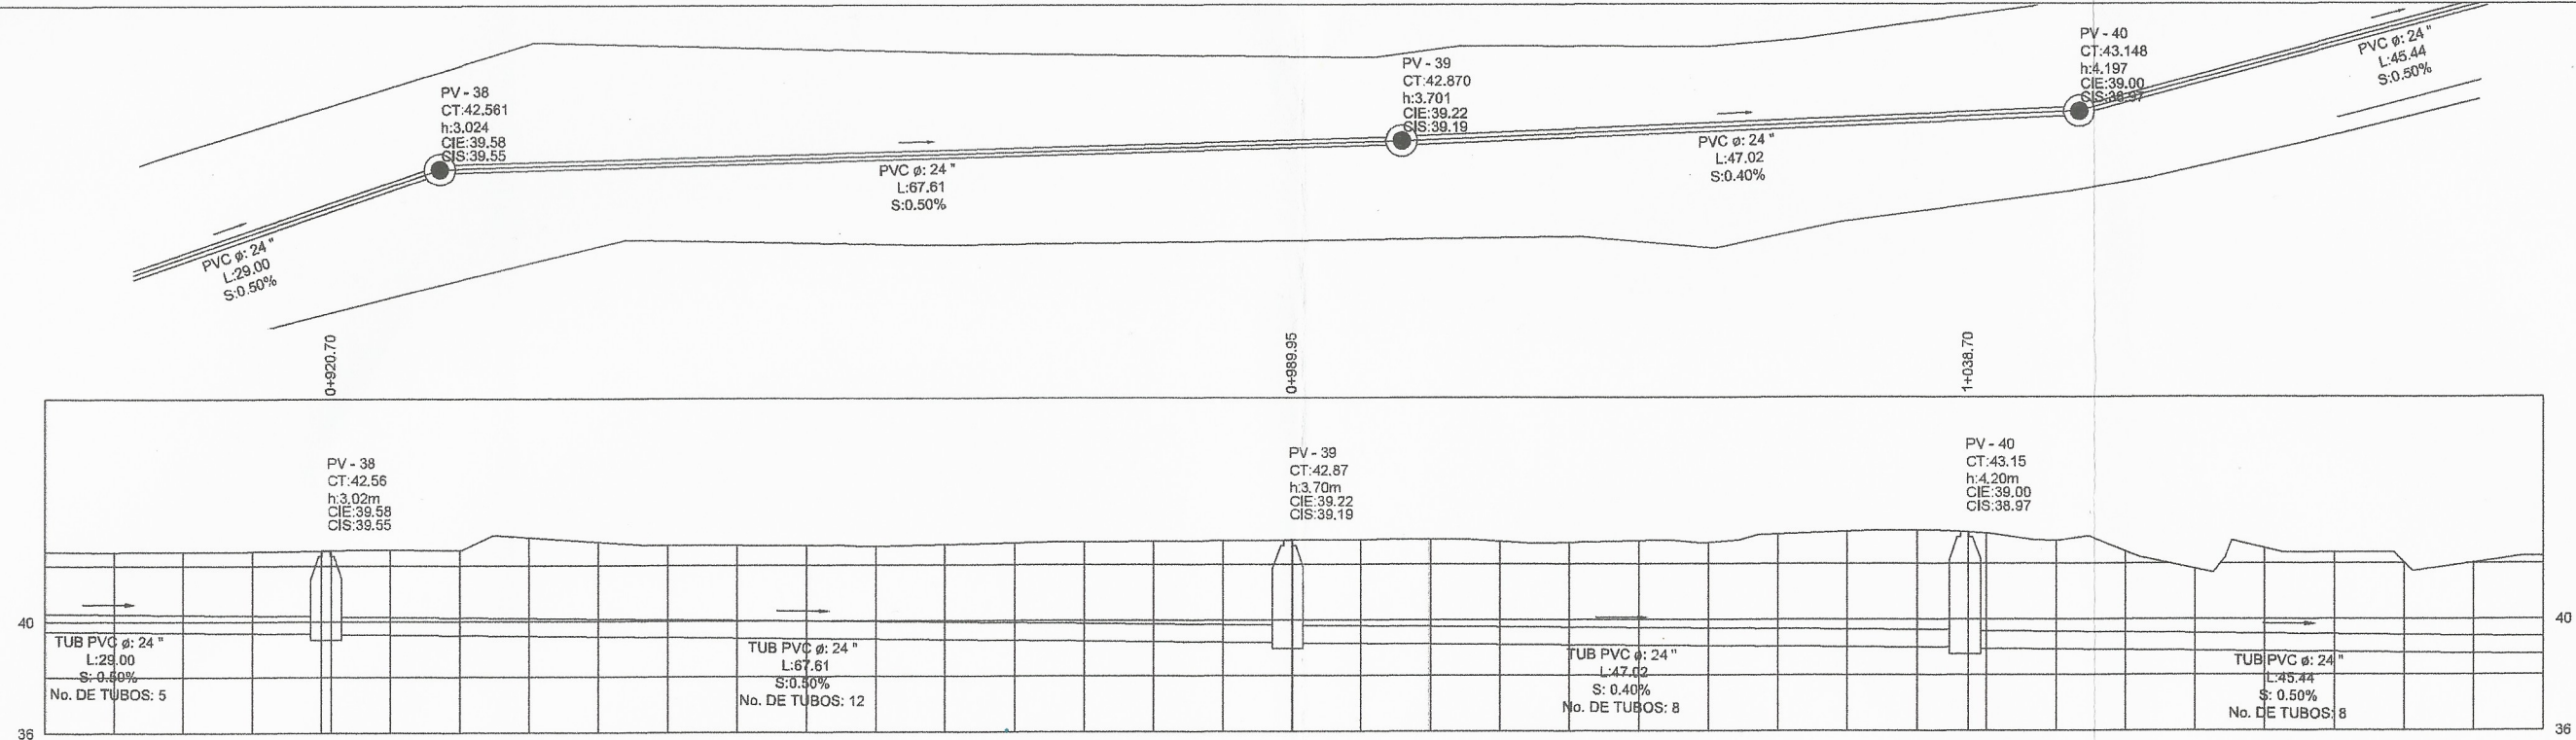 PV - 38
CT:42.561
h:3.024
CIE:39.58
CIS:39.55
PV - 39
CT:42.870
h:3.701
CIE:39.22
CIS:39.19
PV - 40
CT:43.148
h:4.197
CIE:39.00
CIS:38.97
PVC ø: 24 "
L:45.44
S:0.50%
PVC ø: 24 "
L:67.61
S:0.50%
PVC ø: 24 "
L:47.02
S:0.40%
PVC ø: 24 "
L:29.00
S:0.50%
0+920.70
0+989.95
1+038.70
PV - 38
CT:42.56
h:3.02m
CIE:39.58
CIS:39.55
PV - 39
CT:42.87
h:3.70m
CIE:39.22
CIS:39.19
PV - 40
CT:43.15
h:4.20m
CIE:39.00
CIS:38.97
40
40
TUB PVC ø: 24 "
L:29.00
S: 0.50%
No. DE TUBOS: 5
TUB PVC ø: 24 "
L:67.61
S:0.50%
No. DE TUBOS: 12
TUB PVC ø: 24 "
L:47.02
S: 0.40%
No. DE TUBOS: 8
TUB PVC ø: 24 "
L:45.44
S: 0.50%
No. DE TUBOS: 8
36
36